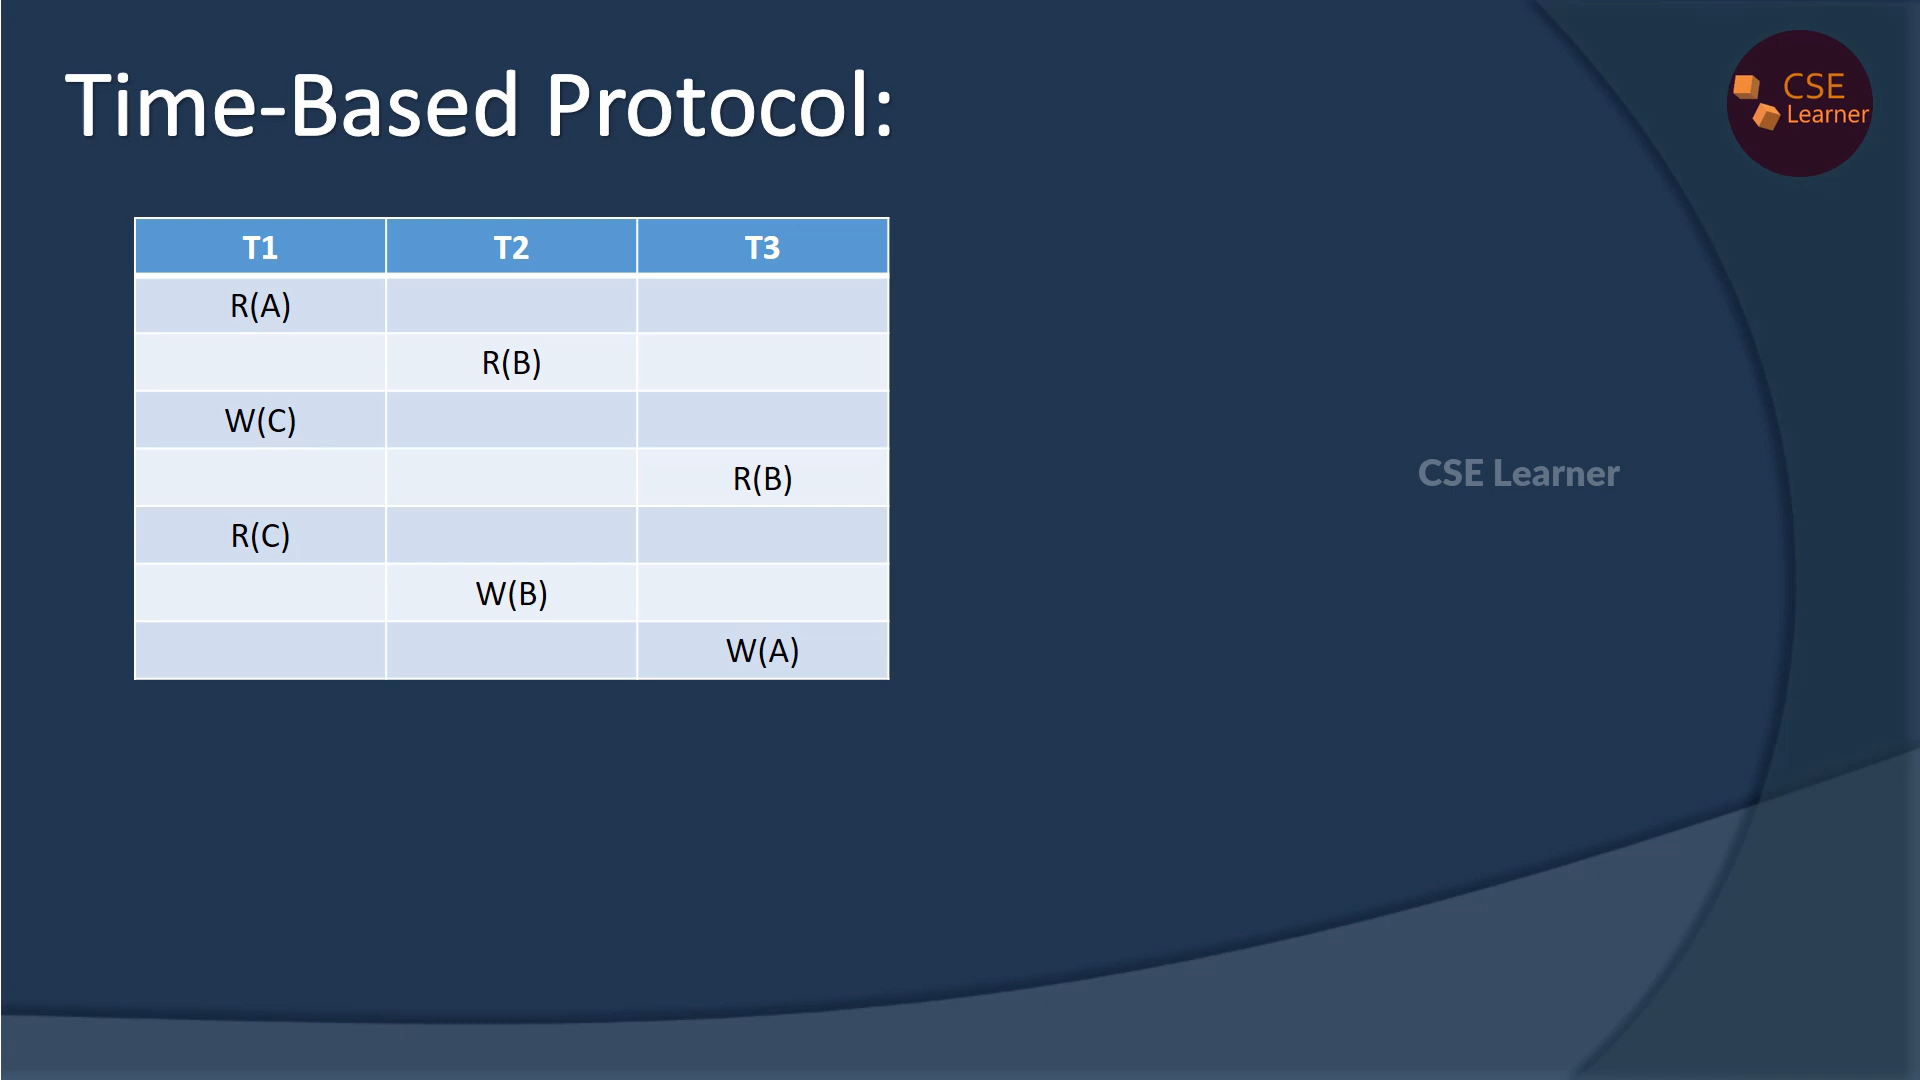 Time-Based Protocol:
CSE
Learner
T1 T2 T3
R(A)
R(B)
W(C)
R(B)
R(C)
W(B)
W(A)
CSE Learner